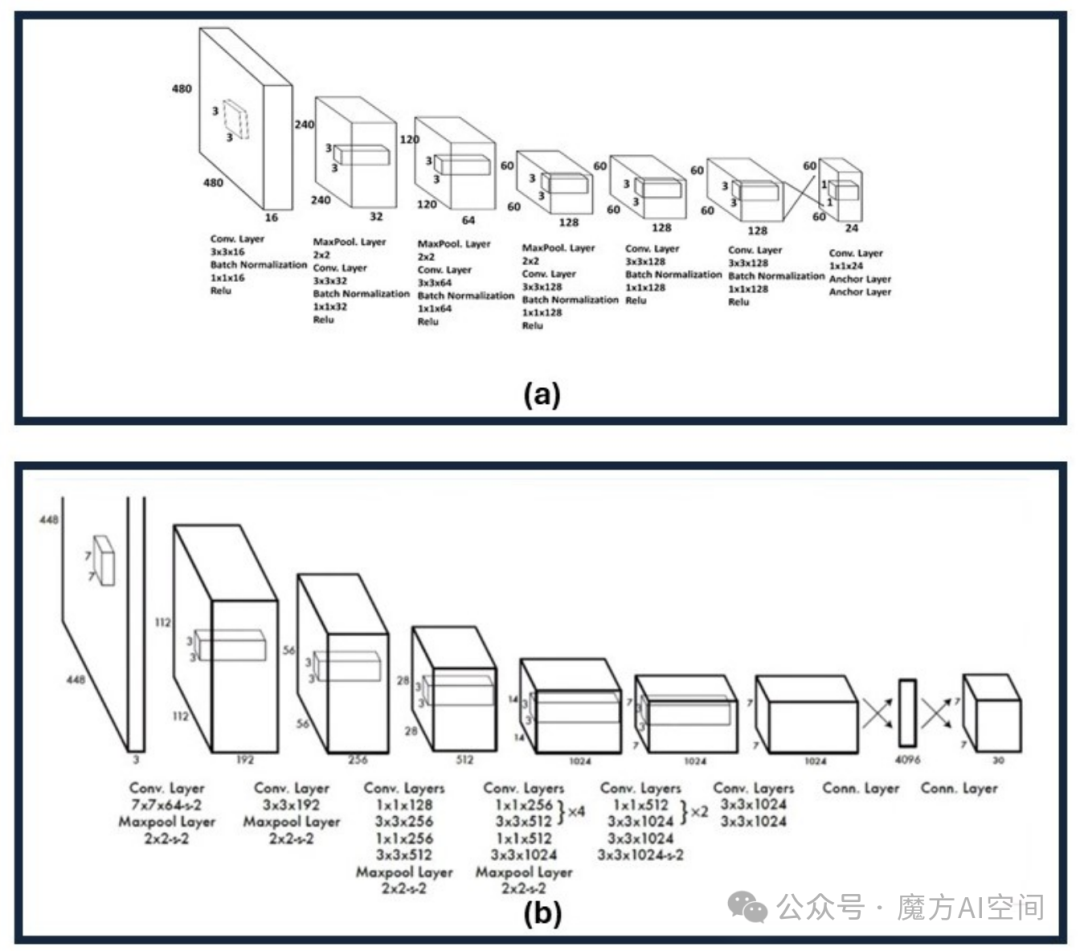 480
3
3
480
16
240
3
3
240
32
120
3
3
120
64
60
3
3
60
128
60
3
3
60
128
60
3
3
60
128
60
1
1
60
24
Conv. Layer
3x3x16
Batch Normalization
1x1x16
Relu
MaxPool. Layer
2x2
Conv. Layer
3x3x32
Batch Normalization
1x1x32
Relu
MaxPool. Layer
2x2
Conv. Layer
3x3x64
Batch Normalization
1x1x64
Relu
MaxPool. Layer
2x2
Conv. Layer
3x3x128
Batch Normalization
1x1x128
Relu
Conv. Layer
3x3x128
Batch Normalization
1x1x128
Relu
Conv. Layer
3x3x128
Batch Normalization
1x1x128
Relu
Conv. Layer
1x1x24
Anchor Layer
Anchor Layer
(a)
448
7
7
448
3
112
3
3
112
192
56
3
3
56
256
28
3
3
28
512
14
3
3
14
1024
7
3
3
7
1024
7
7
1024
4096
7
7
30
Conv. Layer
7x7x64-s-2
Maxpool Layer
2x2-s-2
Conv. Layer
3x3x192
Maxpool Layer
2x2-s-2
Conv. Layers
1x1x128
3x3x256
1x1x256
3x3x512
Maxpool Layer
2x2-s-2
Conv. Layers
1x1x256
3x3x512
}×4
1x1x512
3x3x1024
Maxpool Layer
2x2-s-2
Conv. Layers
1x1x512
3x3x1024
}×2
3x3x1024
3x3x1024-s-2
Conv. Layers
3x3x1024
3x3x1024
Conn. Layer
Conn. Layer
(b)
公众号 · 魔方AI空间